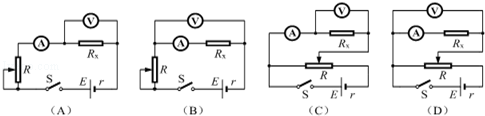 V V V V
A Rx A Rx A Rx A Rx
R R R R
S E r S E r S E r S E r
（A） （B） （C） （D）